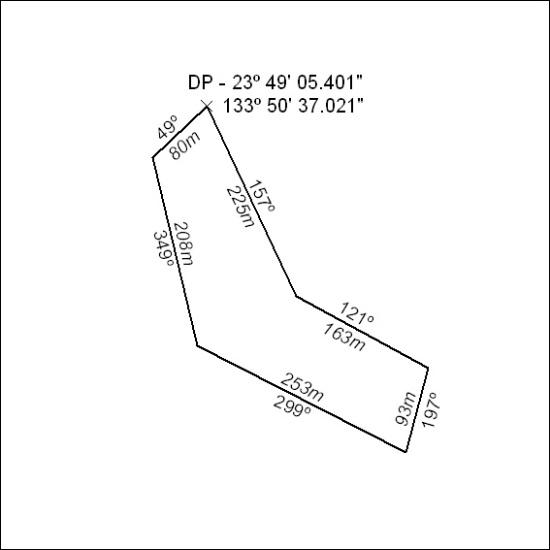 DP - 23º 49' 05.401"
133º 50' 37.021"
49º
80m
157º
225m
208m
349º
121º
163m
253m
299º
93m
197º